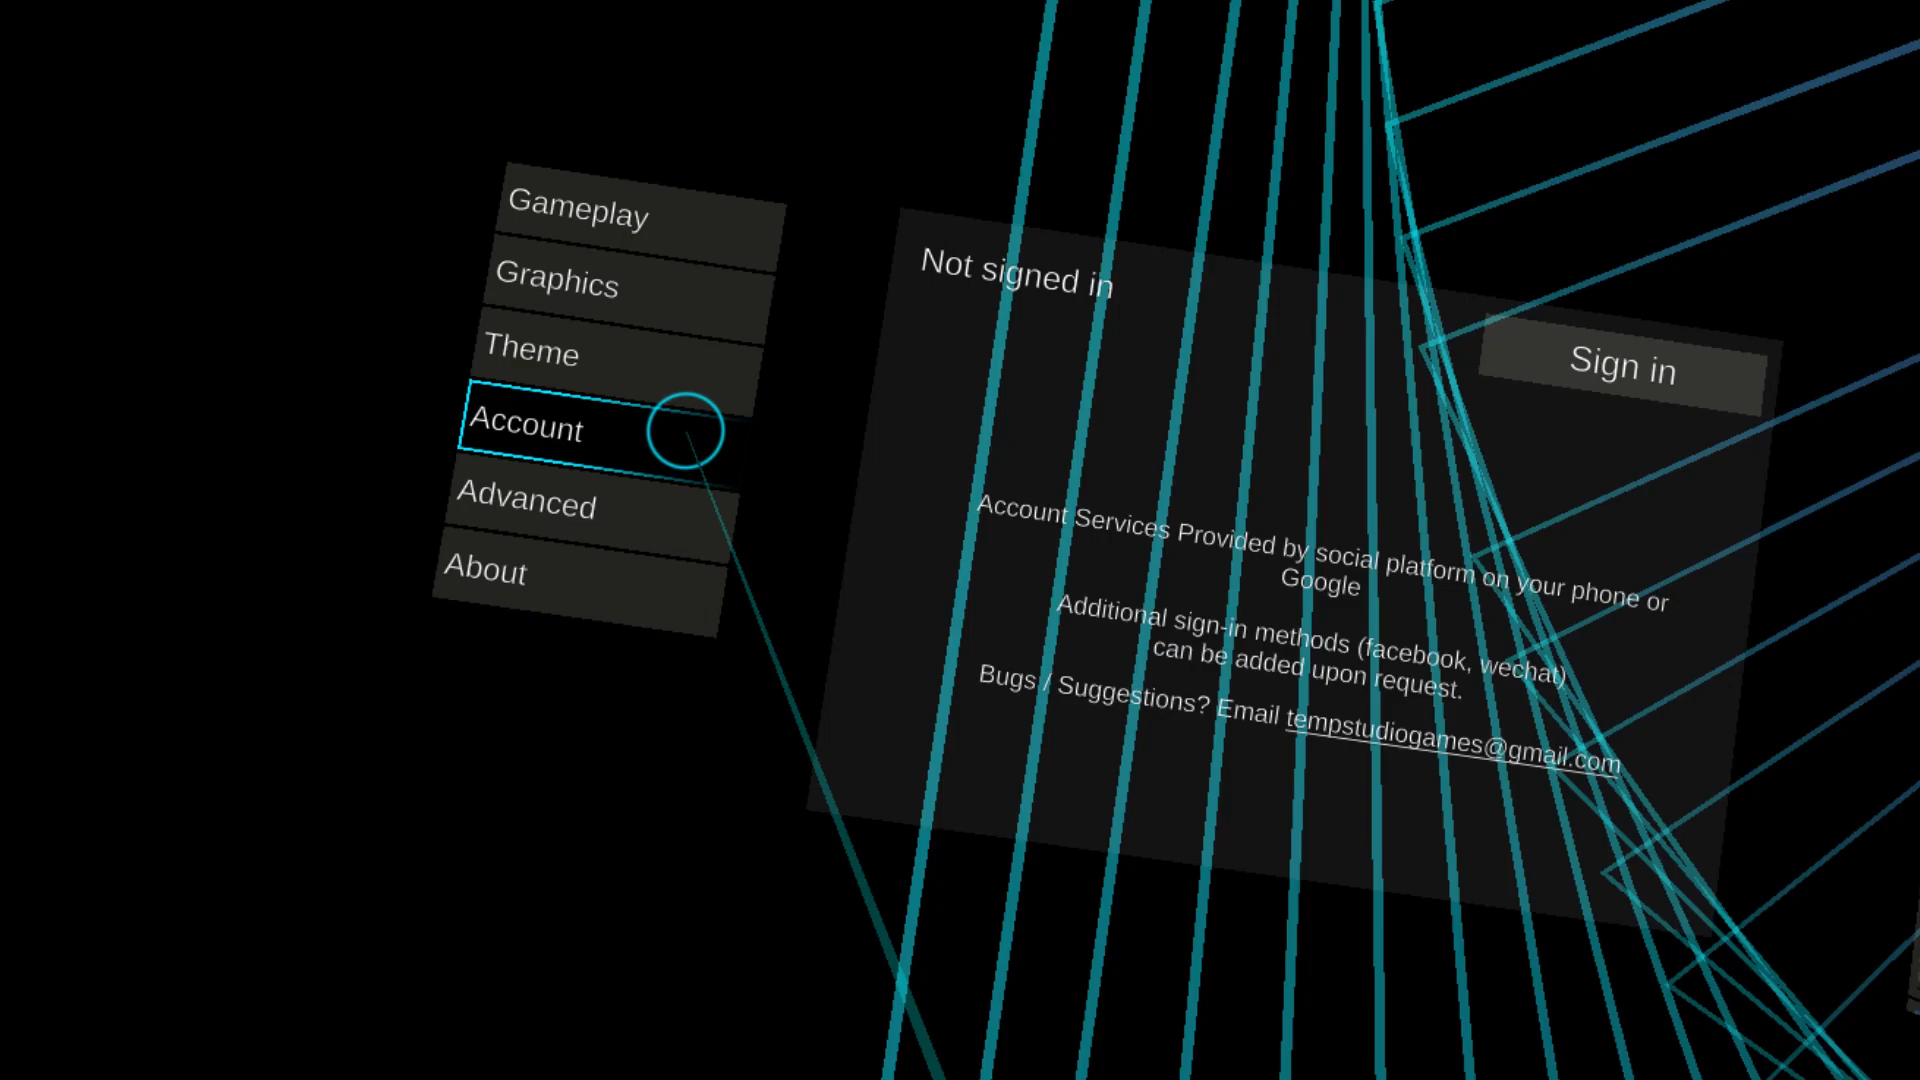 Gameplay
Graphics
Theme
Account
Advanced
About
Not signed in
Sign in
Account Services Provided by social platform on your phone or
Google
Additional sign-in methods (facebook, wechat)
can be added upon request.
Bugs / Suggestions? Email tempstudiogames@gmail.com